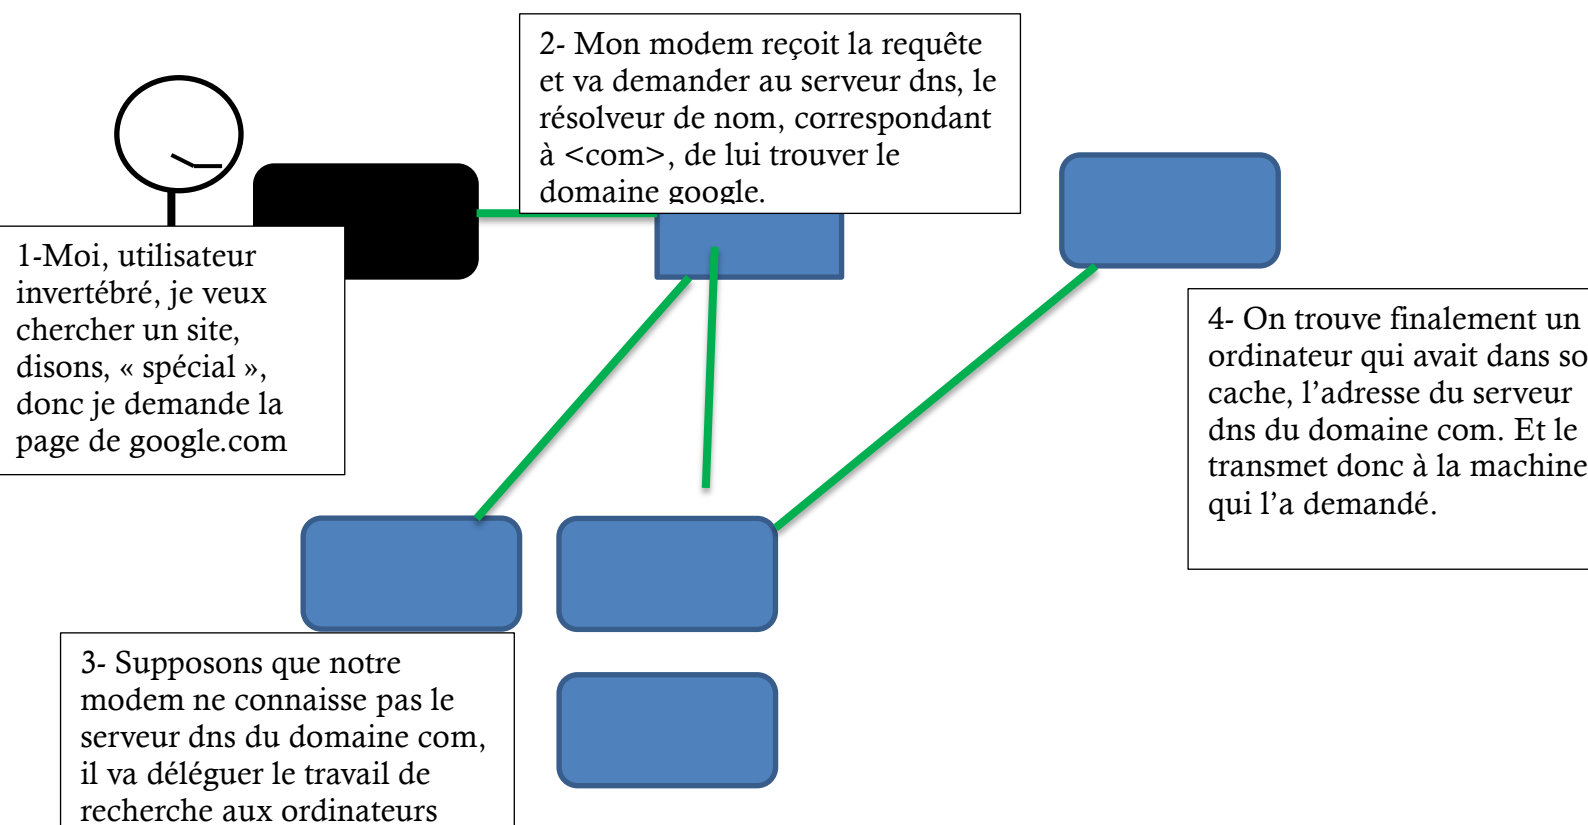 1-Moi, utilisateur
invertébré, je veux
chercher un site,
disons, « spécial »,
donc je demande la
page de google.com
2- Mon modem reçoit la requête
et va demander au serveur dns, le
résolveur de nom, correspondant
à <com>, de lui trouver le
domaine google.
3- Supposons que notre
modem ne connaisse pas le
serveur dns du domaine com,
il va déléguer le travail de
recherche aux ordinateurs
4- On trouve finalement un
ordinateur qui avait dans so
cache, l’adresse du serveur
dns du domaine com. Et le
transmet donc à la machine
qui l’a demandé.